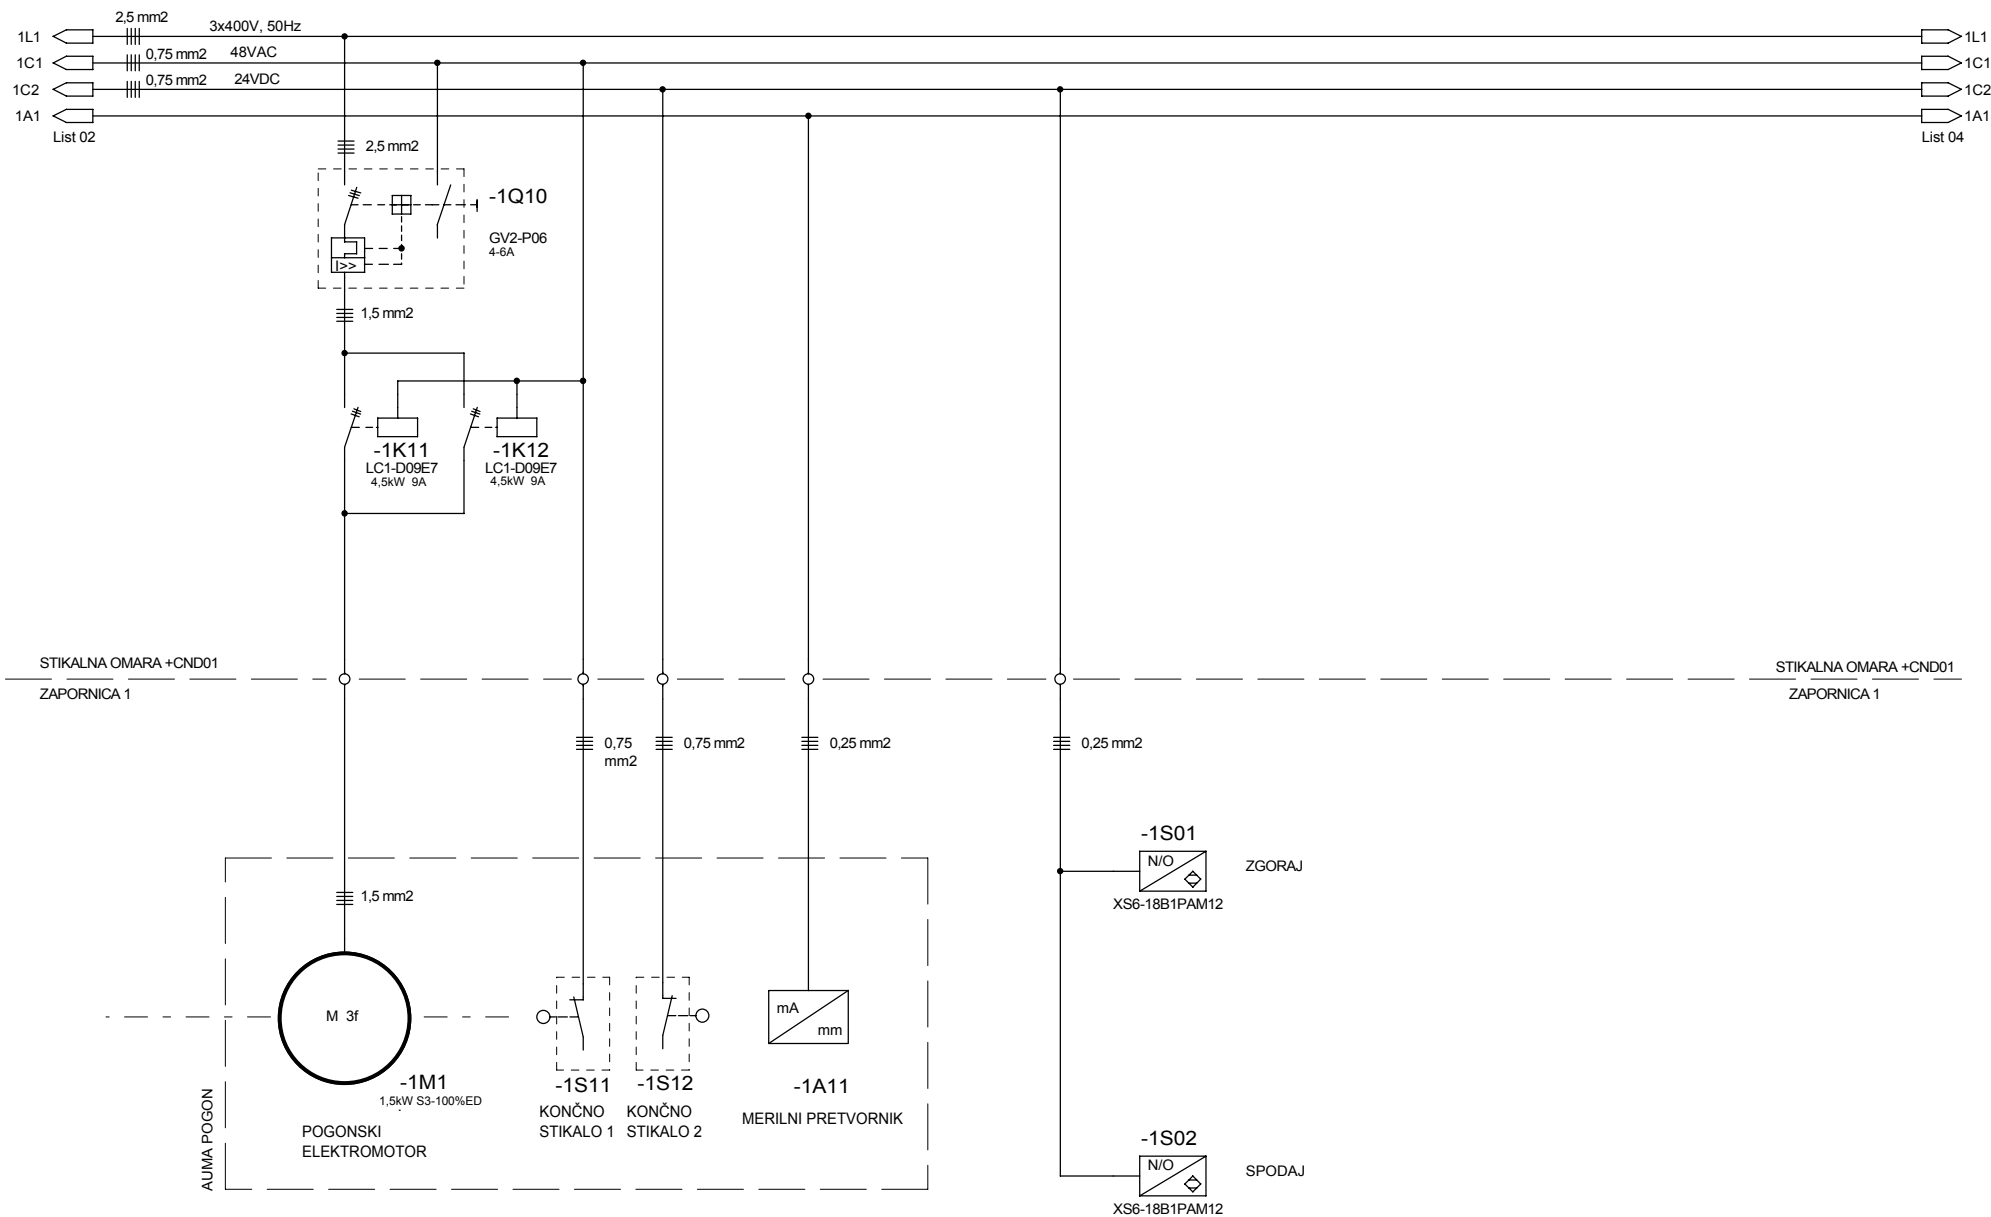 2,5 mm2
1L1
3x400V, 50Hz
1L1
1C1
0,75 mm2
48VAC
1C1
1C2
0,75 mm2
24VDC
1C2
1A1
1A1
List 02
List 04
2,5 mm2
-1Q10
GV2-P06
4-6A
I>>
1,5 mm2
-1K11
LC1-D09E7
4,5kW 9A
-1K12
LC1-D09E7
4,5kW 9A
STIKALNA OMARA +CND01
STIKALNA OMARA +CND01
ZAPORNICA 1
ZAPORNICA 1
0,75
mm2
0,75 mm2
0,25 mm2
0,25 mm2
-1S01
N/O
ZGORAJ
XS6-18B1PAM12
1,5 mm2
M 3f
-1M1
1,5kW S3-100%ED
POGONSKI
ELEKTROMOTOR
AUMA POGON
-1S11
KONČNO
STIKALO 1
-1S12
KONČNO
STIKALO 2
mA
mm
-1A11
MERILNI PRETVORNIK
-1S02
N/O
SPODAJ
XS6-18B1PAM12